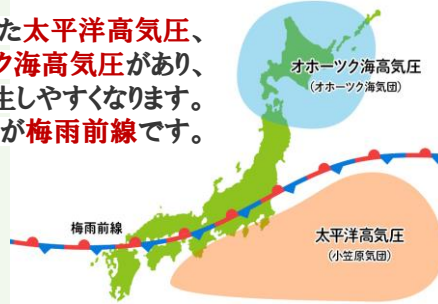 た太平洋高気圧、
ク海高気圧があり、
生しやすくなります。
が梅雨前線です。
オホーツク海高気圧
(オホーツク海気団)
梅雨前線
太平洋高気圧
(小笠原気団)